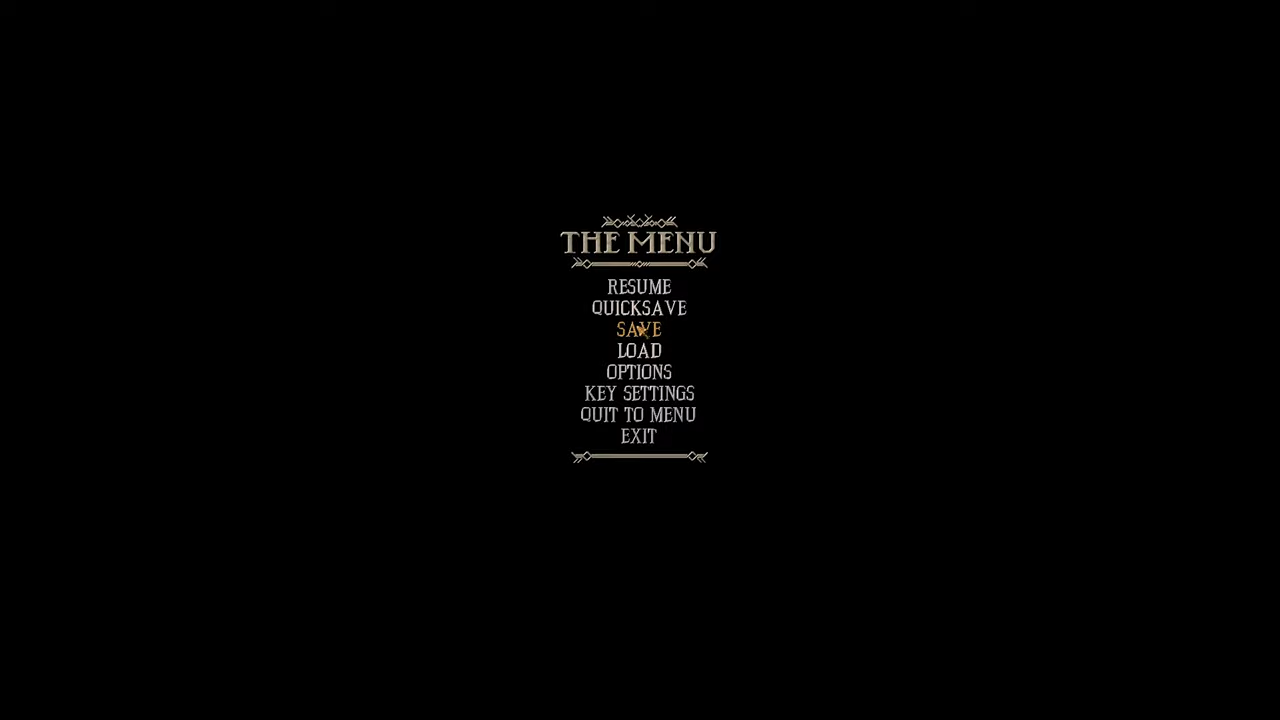 THE MENU
RESUME
QUICKSAVE
SAVE
LOAD
OPTIONS
KEY SETTINGS
QUIT TO MENU
EXIT